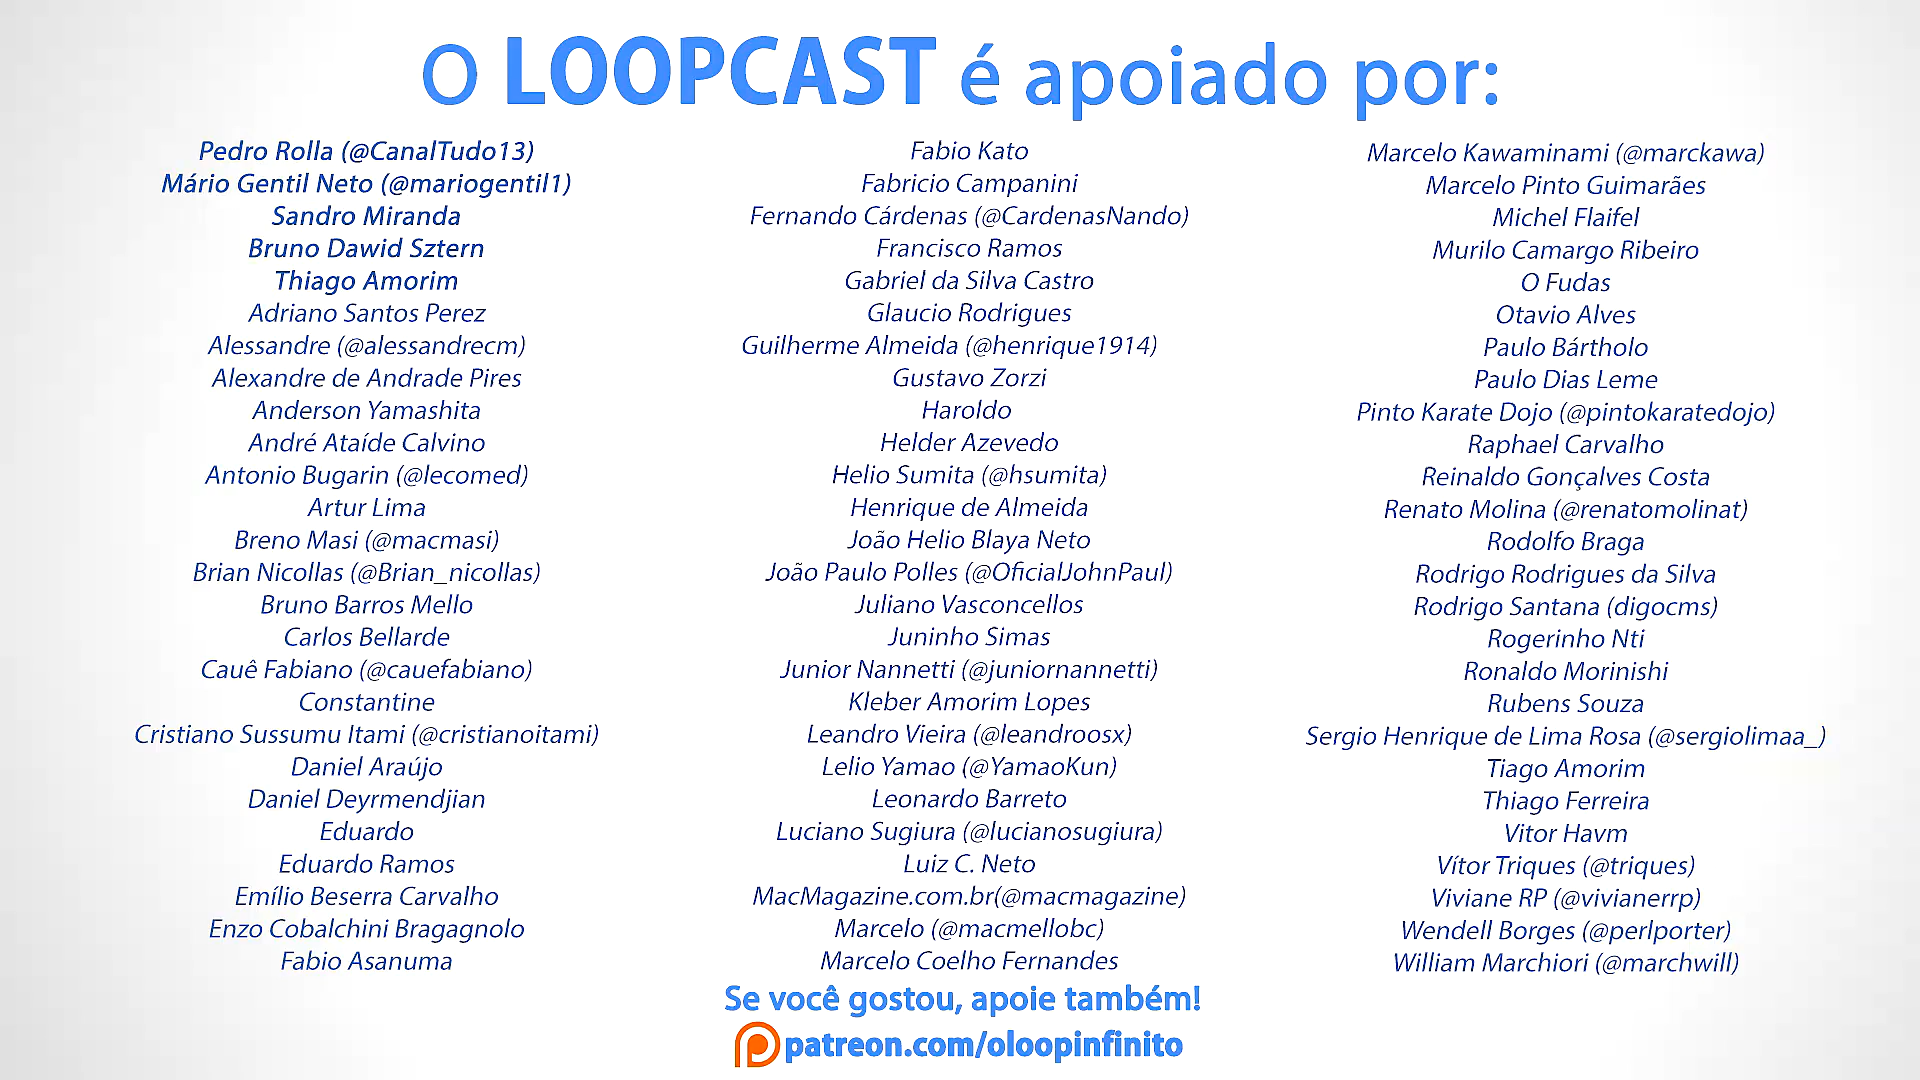 O LOOPCAST é apoiado por:
Pedro Rolla (@CanalTudo13)
Mário Gentil Neto (@mariogentil1)
Sandro Miranda
Bruno Dawid Sztern
Thiago Amorim
Adriano Santos Perez
Alessandre (@alessandrecm)
Alexandre de Andrade Pires
Anderson Yamashita
André Ataíde Calvino
Antonio Bugarin (@lecomed)
Artur Lima
Breno Masi (@macmasi)
Brian Nicollas (@Brian_nicollas)
Bruno Barros Mello
Carlos Bellarde
Cauê Fabiano (@cauefabiano)
Constantine
Cristiano Sussumu Itami (@cristianoitami)
Daniel Araújo
Daniel Deyrmendjian
Eduardo
Eduardo Ramos
Emílio Beserra Carvalho
Enzo Cobalchini Bragagnolo
Fabio Asanuma
Fabio Kato
Fabricio Campanini
Fernando Cárdenas (@CardenasNando)
Francisco Ramos
Gabriel da Silva Castro
Glaucio Rodrigues
Guilherme Almeida (@henrique1914)
Gustavo Zorzi
Haroldo
Helder Azevedo
Helio Sumita (@hsumita)
Henrique de Almeida
João Helio Blaya Neto
João Paulo Polles (@OficialJohnPaul)
Juliano Vasconcellos
Juninho Simas
Junior Nannetti (@juniornannetti)
Kleber Amorim Lopes
Leandro Vieira (@leandroosx)
Lelio Yamao (@YamaoKun)
Leonardo Barreto
Luciano Sugiura (@lucianosugiura)
Luiz C. Neto
MacMagazine.com.br(@macmagazine)
Marcelo (@macmellobc)
Marcelo Coelho Fernandes
Marcelo Kawaminami (@marckawa)
Marcelo Pinto Guimarães
Michel Flaifel
Murilo Camargo Ribeiro
O Fudas
Otavio Alves
Paulo Bártholo
Paulo Dias Leme
Pinto Karate Dojo (@pintokaratedojo)
Raphael Carvalho
Reinaldo Gonçalves Costa
Renato Molina (@renatomolinat)
Rodolfo Braga
Rodrigo Rodrigues da Silva
Rodrigo Santana (digocms)
Rogerinho Nti
Ronaldo Morinishi
Rubens Souza
Sergio Henrique de Lima Rosa (@sergiolimaa_)
Tiago Amorim
Thiago Ferreira
Vitor Havm
Vítor Triques (@triques)
Viviane RP (@vivianerrp)
Wendell Borges (@perlporter)
William Marchiori (@marchwill)
Se você gostou, apoie também!
patreon.com/oloopinfinito